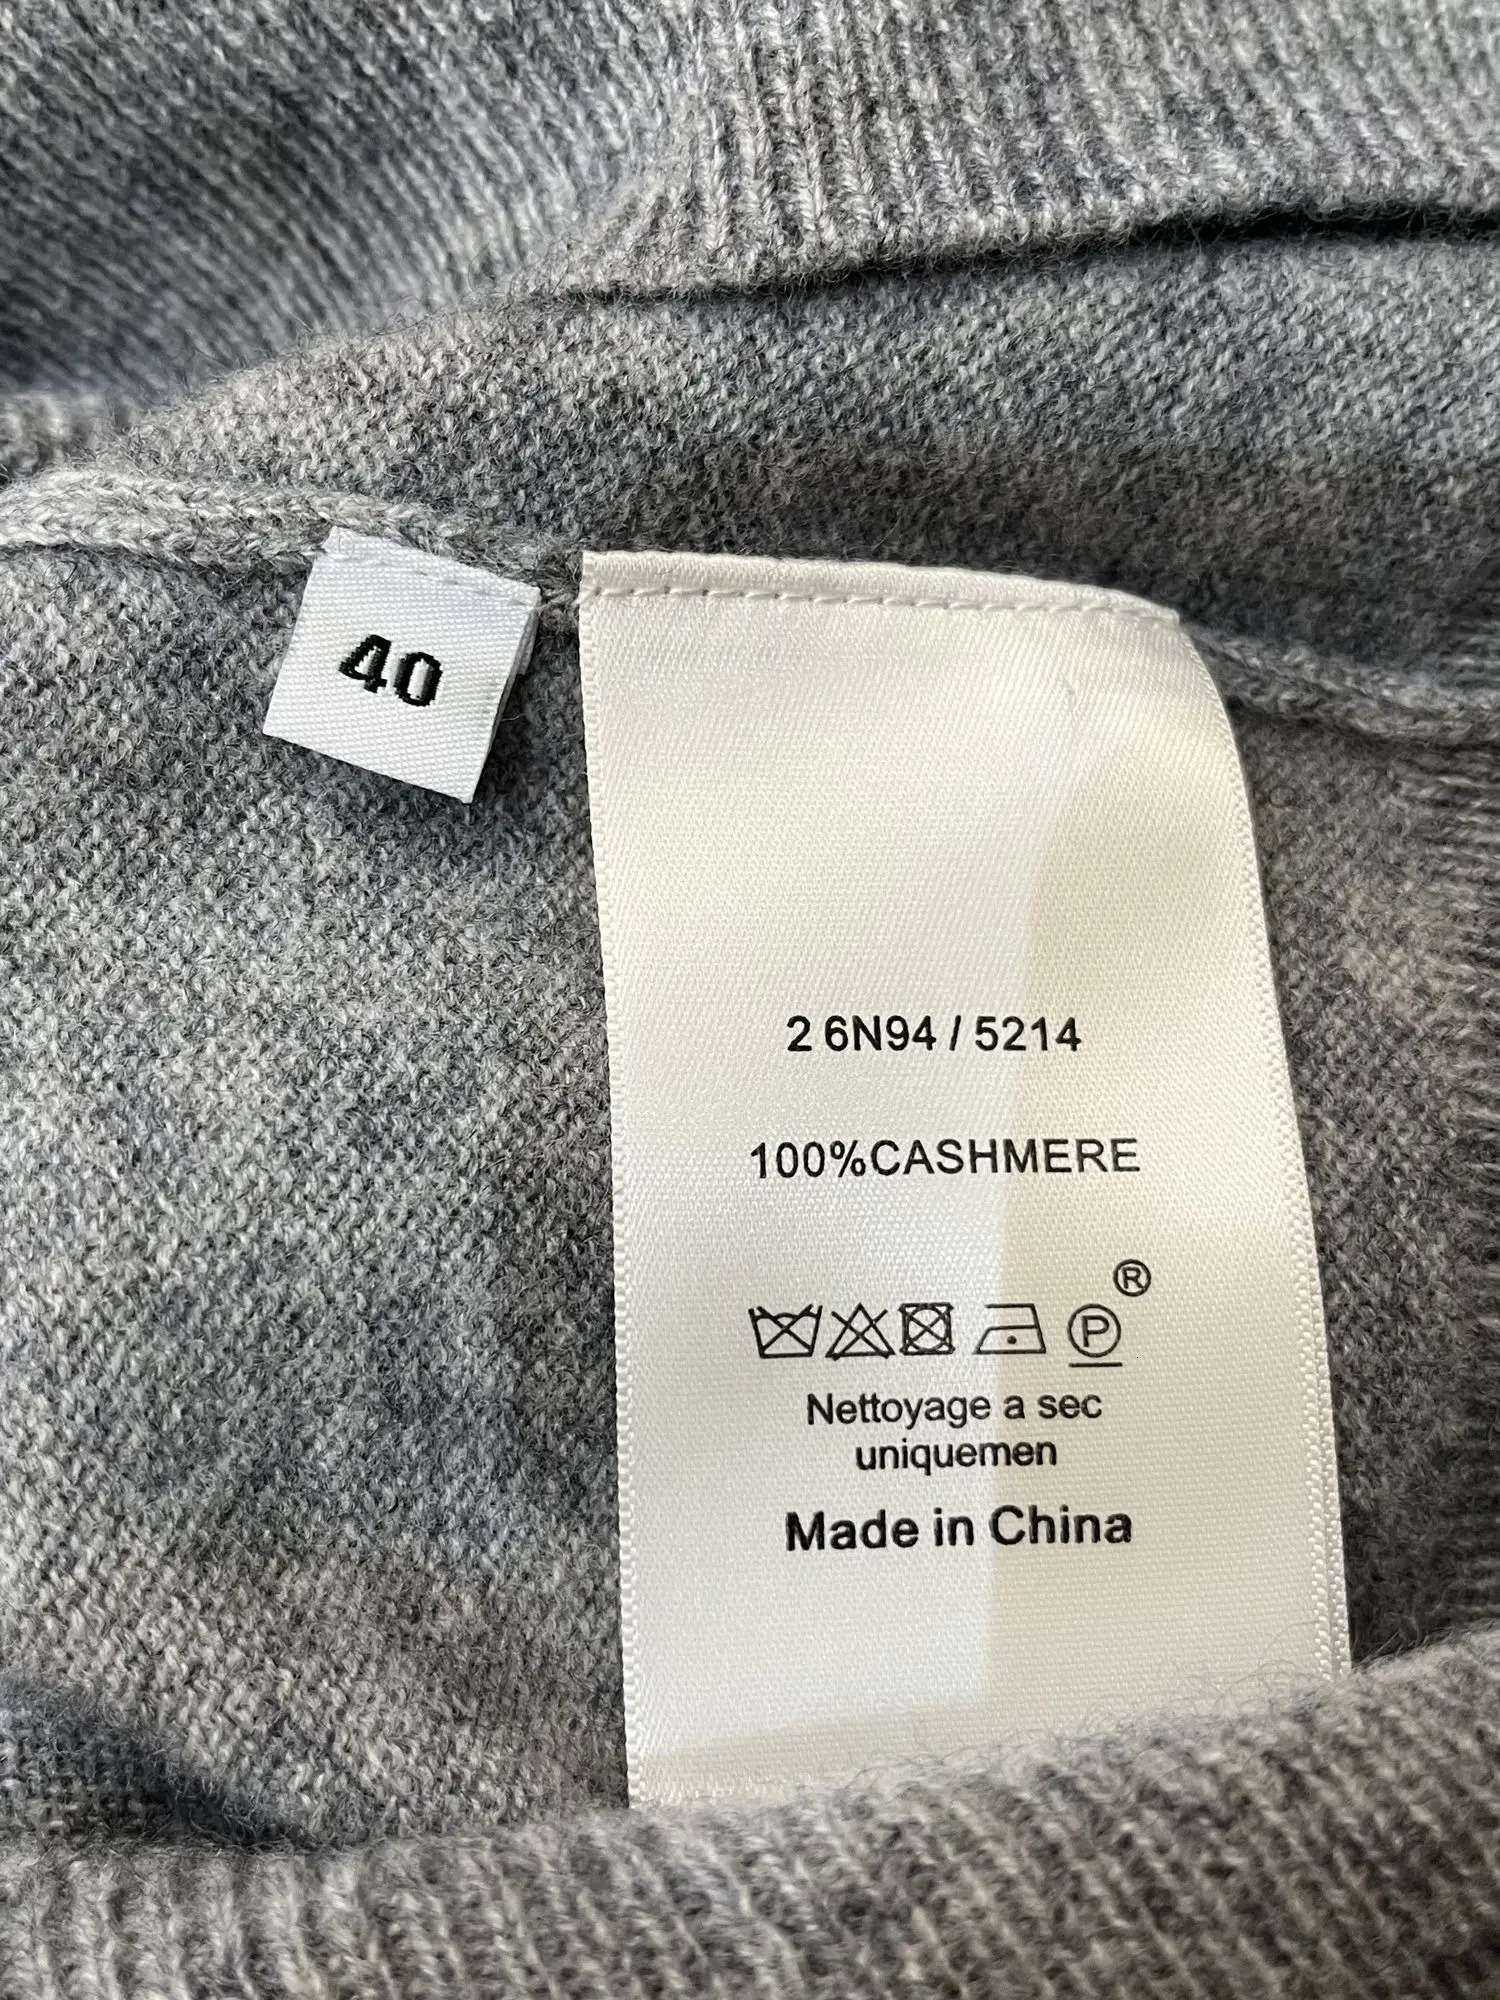 40
2 6N94 / 5214
100%CASHMERE
®
P
Nettoyage a sec
uniquemen
Made in China